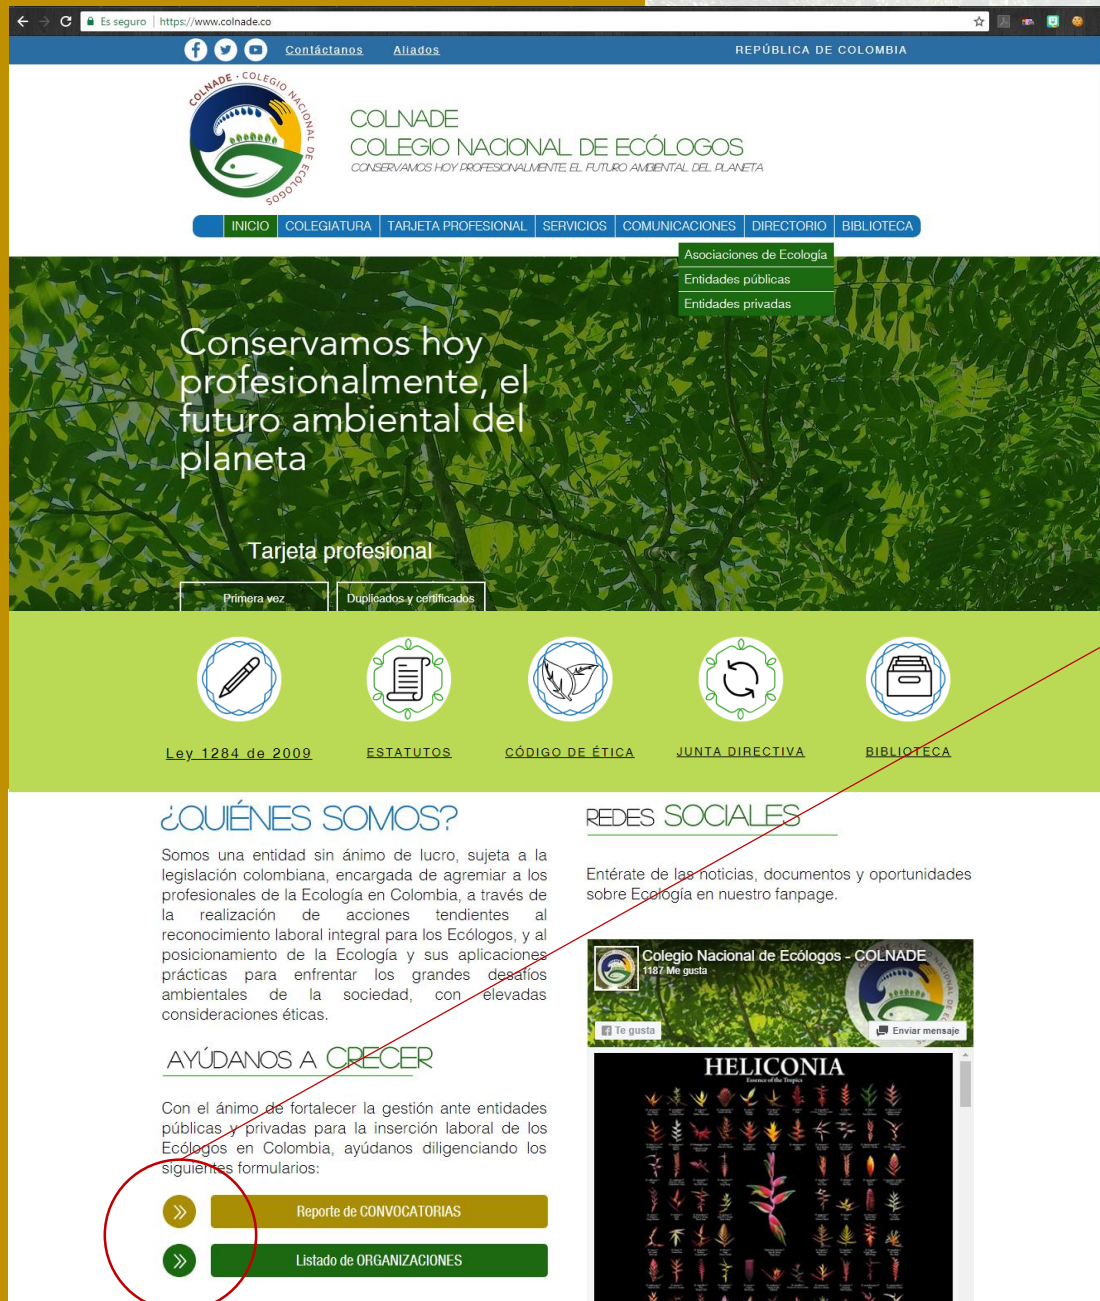 Es seguro | https://www.colnade.co
Contáctanos Aliados REPÚBLICA DE COLOMBIA
COLNADE · COLEGIO NACIONAL DE ECÓLOGOS
COLNADE
COLEGIO NACIONAL DE ECÓLOGOS
CONSERVAMOS HOY PROFESIONALMENTE, EL FUTURO AMBIENTAL DEL PLANETA
INICIO COLEGIATURA TARJETA PROFESIONAL SERVICIOS COMUNICACIONES DIRECTORIO BIBLIOTECA
Asociaciones de Ecología
Entidades públicas
Entidades privadas
Conservamos hoy
profesionalmente, el
futuro ambiental del
planeta
Tarjeta profesional
Primera vez Duplicados y certificados
Ley 1284 de 2009 ESTATUTOS CÓDIGO DE ÉTICA JUNTA DIRECTIVA BIBLIOTECA
¿QUIÉNES SOMOS?
Somos una entidad sin ánimo de lucro, sujeta a la
legislación colombiana, encargada de agremiar a los
profesionales de la Ecología en Colombia, a través de
la realización de acciones tendientes al
reconocimiento laboral integral para los Ecólogos, y al
posicionamiento de la Ecología y sus aplicaciones
prácticas para enfrentar los grandes desafíos
ambientales de la sociedad, con elevadas
consideraciones éticas.
AYÚDANOS A CRECER
Con el ánimo de fortalecer la gestión ante entidades
públicas y privadas para la inserción laboral de los
Ecólogos en Colombia, ayúdanos diligenciando los
siguientes formularios:
Reporte de CONVOCATORIAS
Listado de ORGANIZACIONES
REDES SOCIALES
Entérate de las noticias, documentos y oportunidades
sobre Ecología en nuestro fanpage.
Colegio Nacional de Ecólogos - COLNADE
1187 Me gusta
Te gusta Enviar mensaje
HELICONIA
Essence of the Tropics